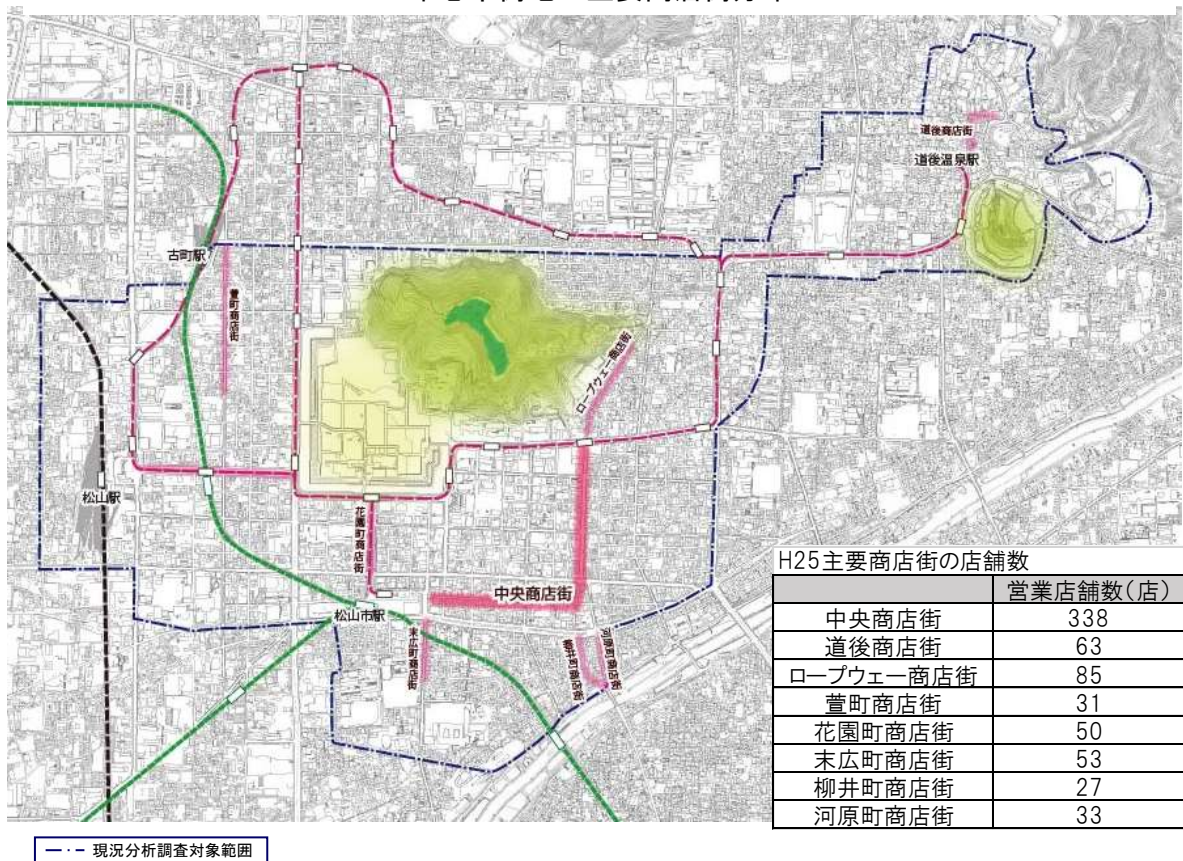 道後商店街
道後温泉駅
古町駅
萱町商店街
ロープウェー商店街
松山駅
花園町商店街
中央商店街
松山市駅
末広町商店街
柳井町商店街
河原町商店街
H25主要商店街の店舗数
営業店舗数(店)
中央商店街 338
道後商店街 63
ロープウェー商店街 85
萱町商店街 31
花園町商店街 50
末広町商店街 53
柳井町商店街 27
河原町商店街 33
現況分析調査対象範囲